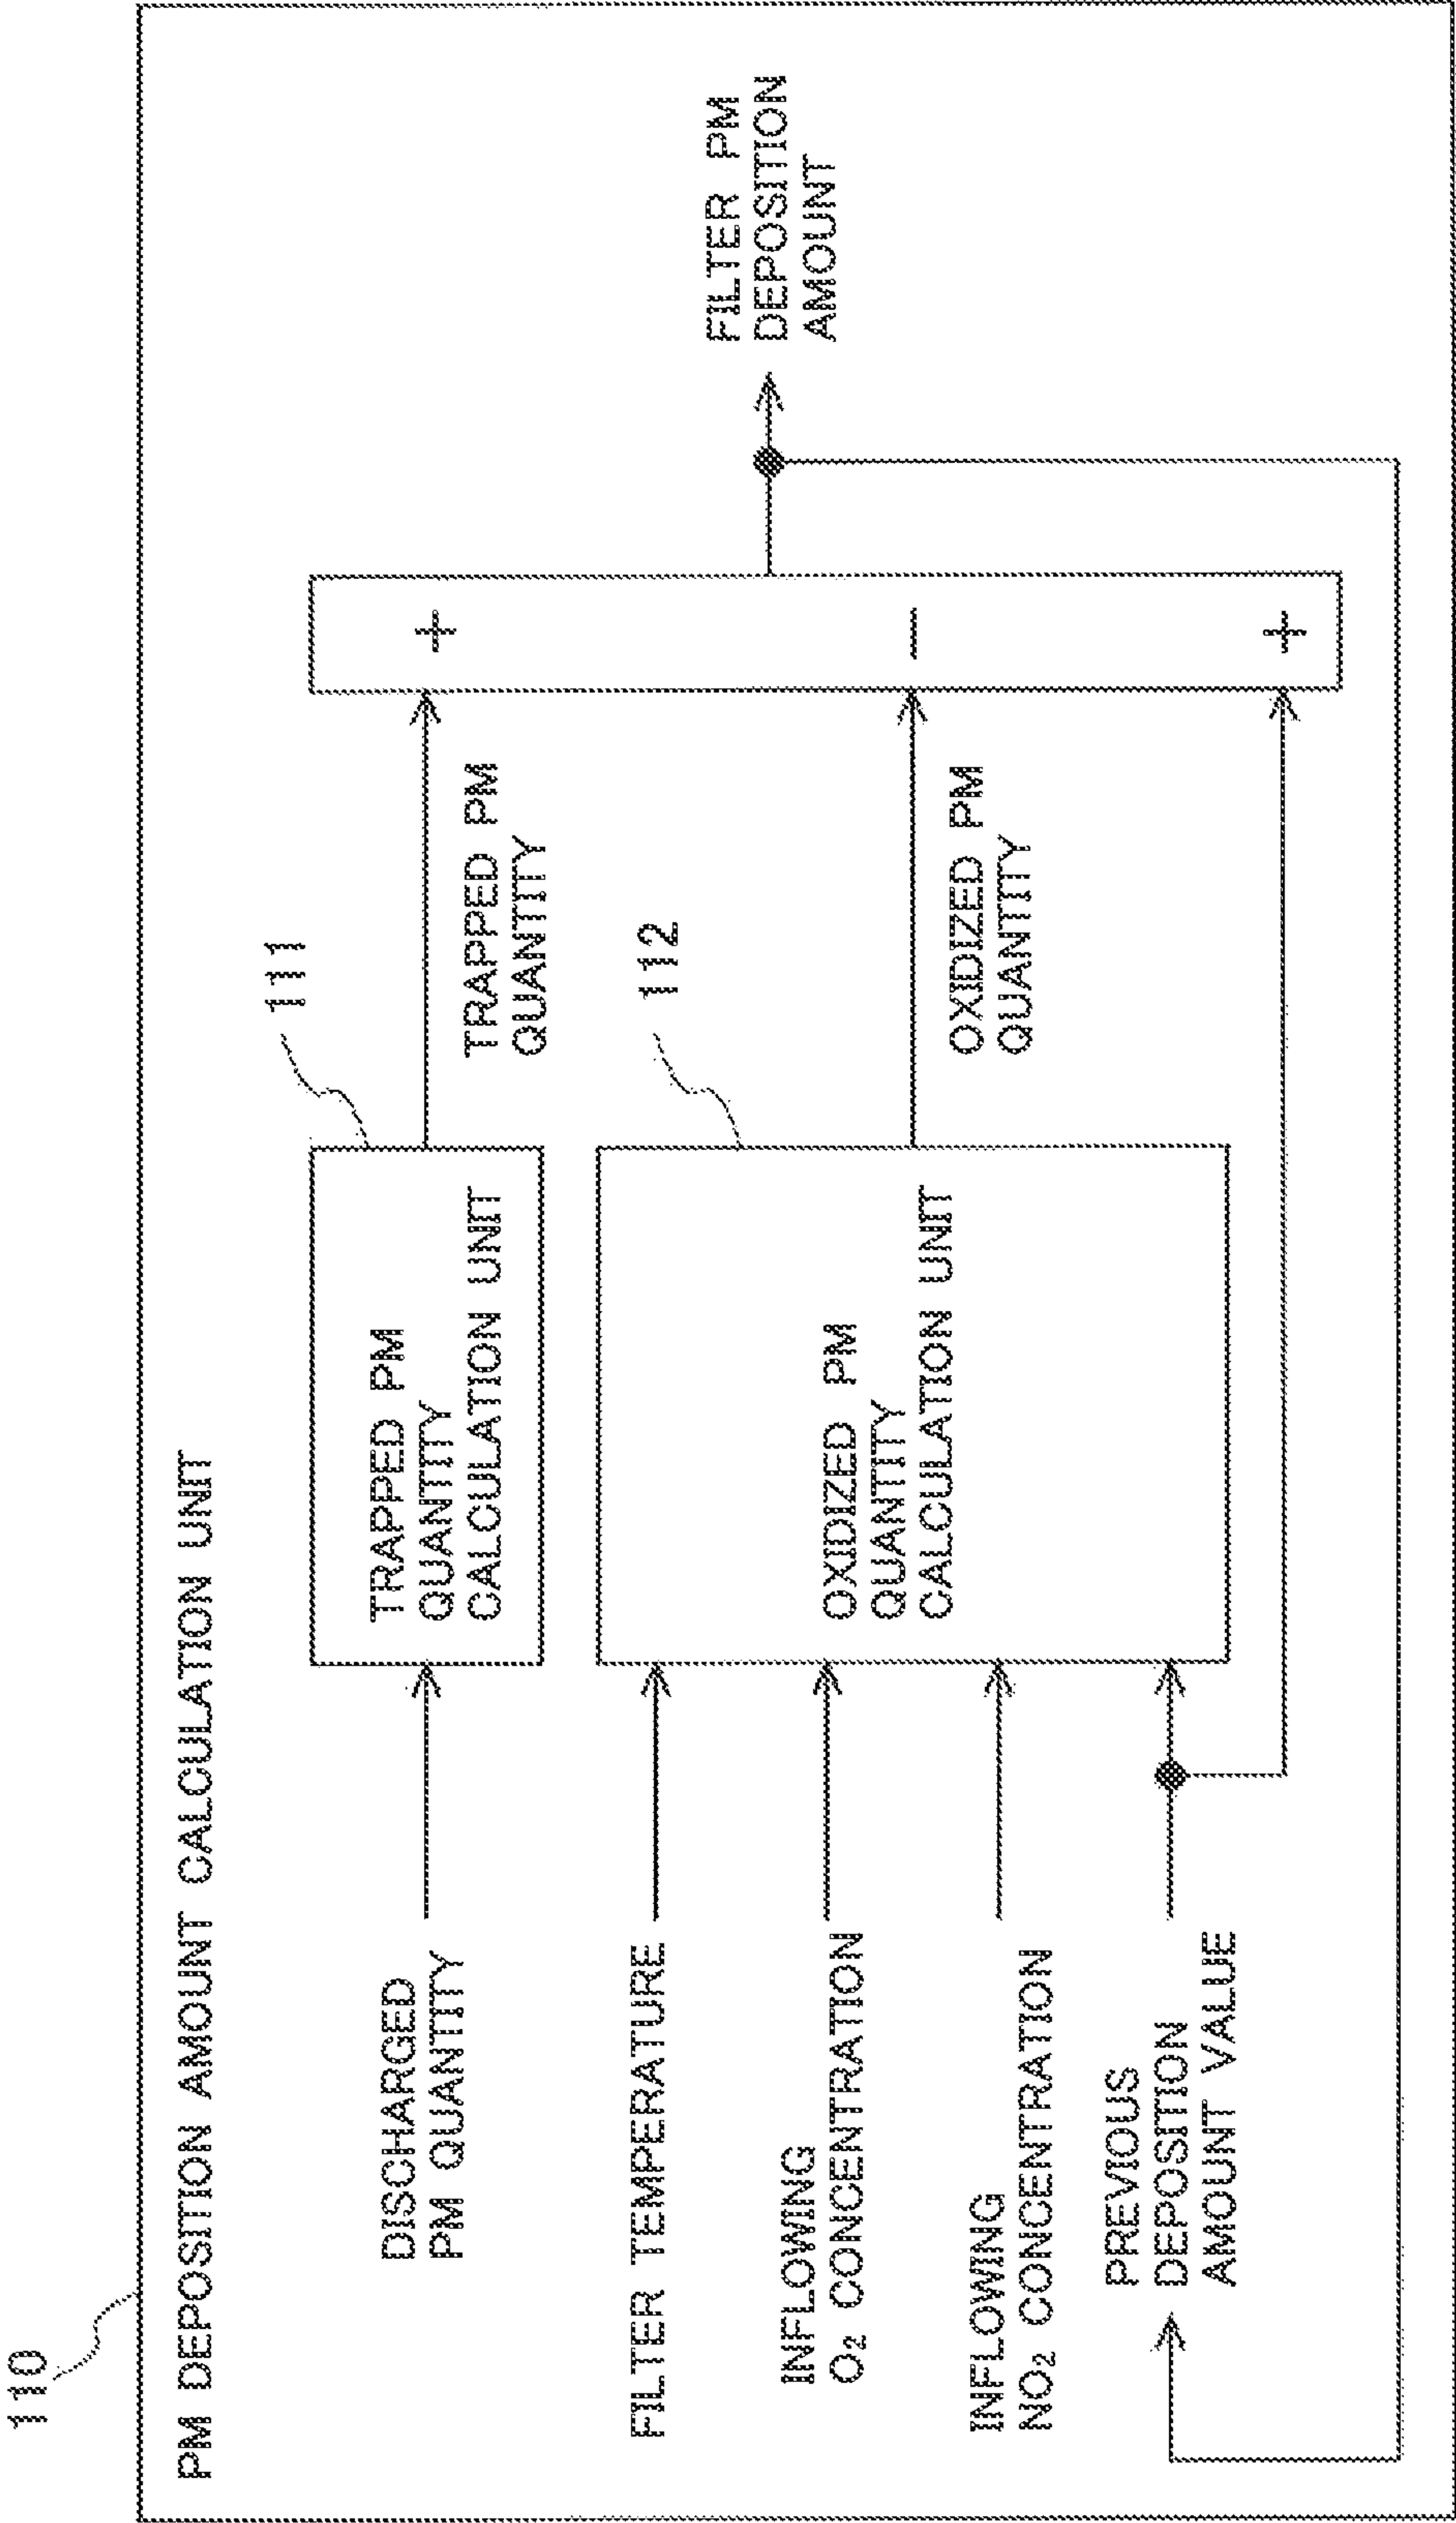 110
PM DEPOSITION AMOUNT CALCULATION UNIT
DISCHARGED
PM QUANTITY
TRAPPED PM
QUANTITY
CALCULATION UNIT
111
TRAPPED PM
QUANTITY
+
FILTER TEMPERATURE
INFLOWING
O₂ CONCENTRATION
INFLOWING
NO₂ CONCENTRATION
PREVIOUS
DEPOSITION
AMOUNT VALUE
OXIDIZED PM
QUANTITY
CALCULATION UNIT
112
OXIDIZED PM
QUANTITY
−
+
FILTER PM
DEPOSITION
AMOUNT